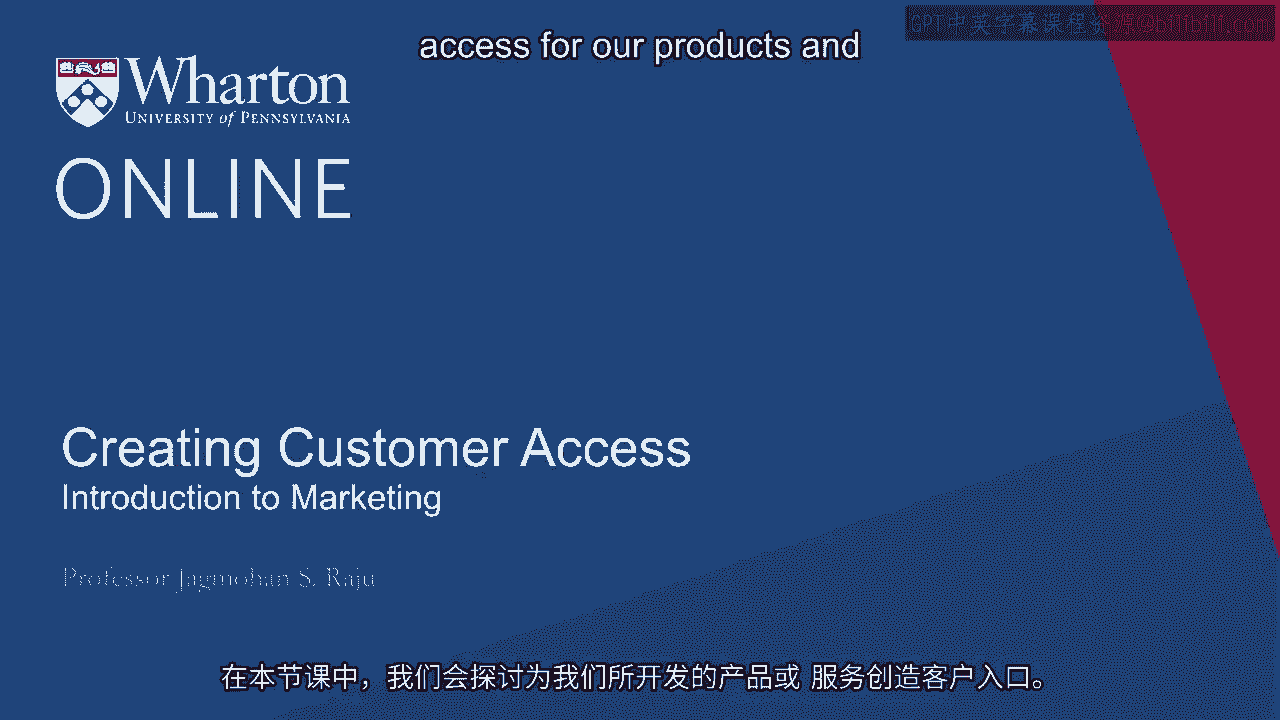 access for our products and
GPT中英字幕课程资源@bilibili.com
Wharton
UNIVERSITY of PENNSYLVANIA
ONLINE
Creating Customer Access
Introduction to Marketing
Professor Jagmohan S. Raju
在本节课中，我们会探讨为我们所开发的产品或 服务创造客户入口。